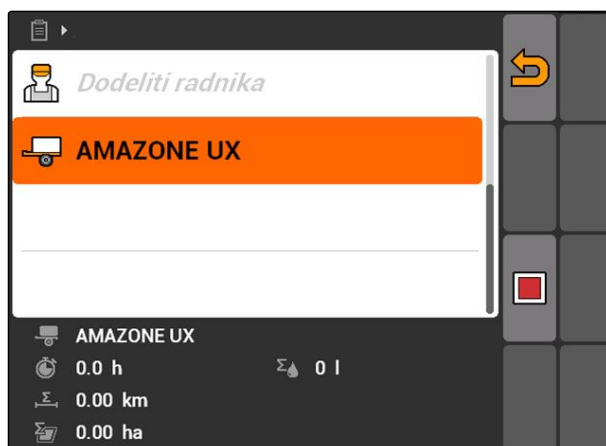 Dodeliti radnika
AMAZONE UX
AMAZONE UX
0.0 h
Σ 0 l
Σ 0.00 km
Σ 0.00 ha